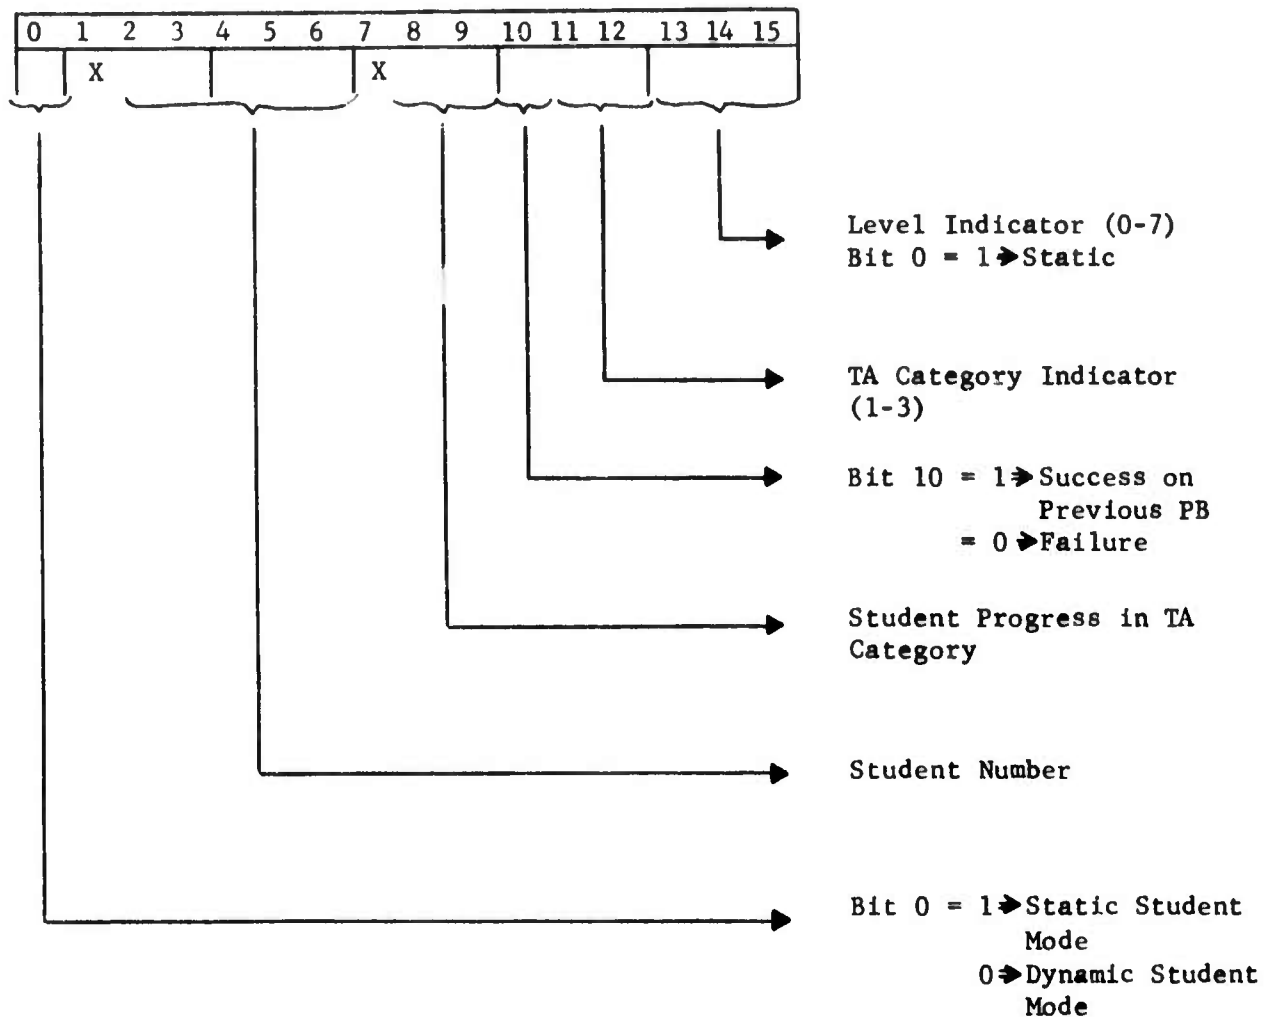 0 1 2 3 4 5 6 7 8 9 10 11 12 13 14 15
X X
Level Indicator (0-7)
Bit 0 = 1➔Static
TA Category Indicator
(1-3)
Bit 10 = 1➔Success on
Previous PB
= 0➔Failure
Student Progress in TA
Category
Student Number
Bit 0 = 1➔Static Student
Mode
0➔Dynamic Student
Mode